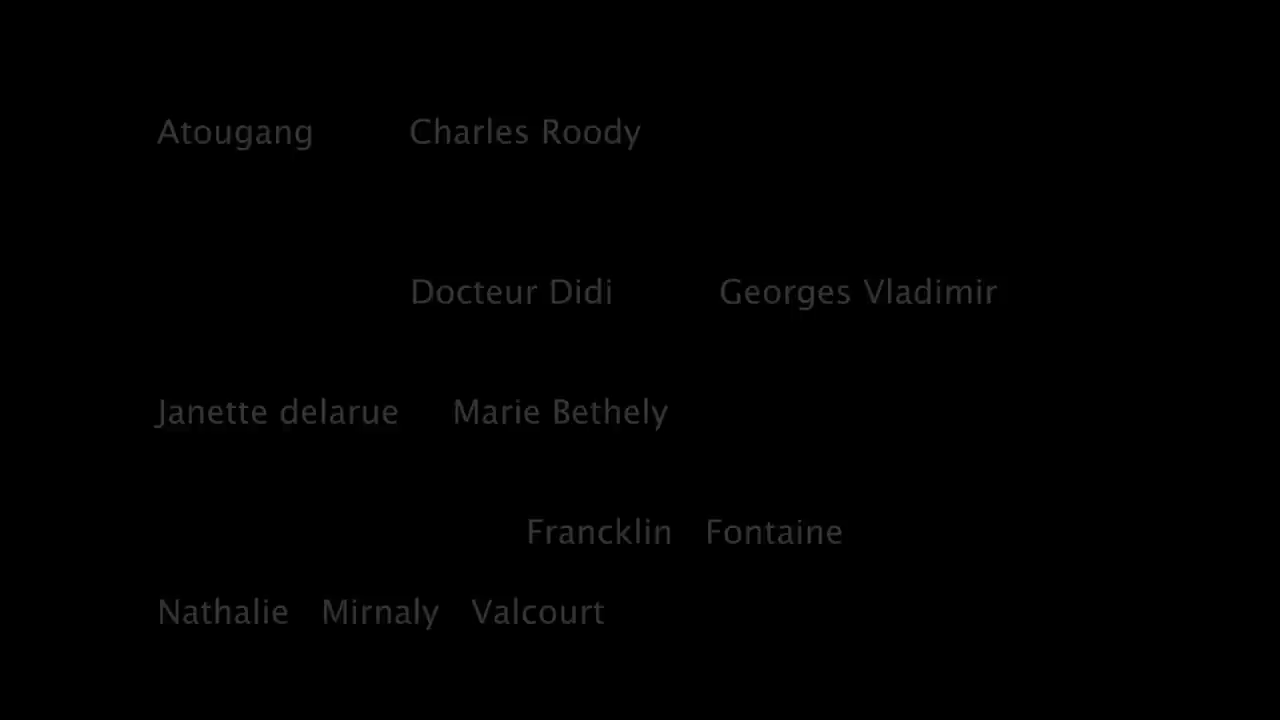 Atougang Charles Roody
Docteur Didi Georges Vladimir
Janette delarue Marie Bethely
Francklin Fontaine
Nathalie Mirnaly Valcourt